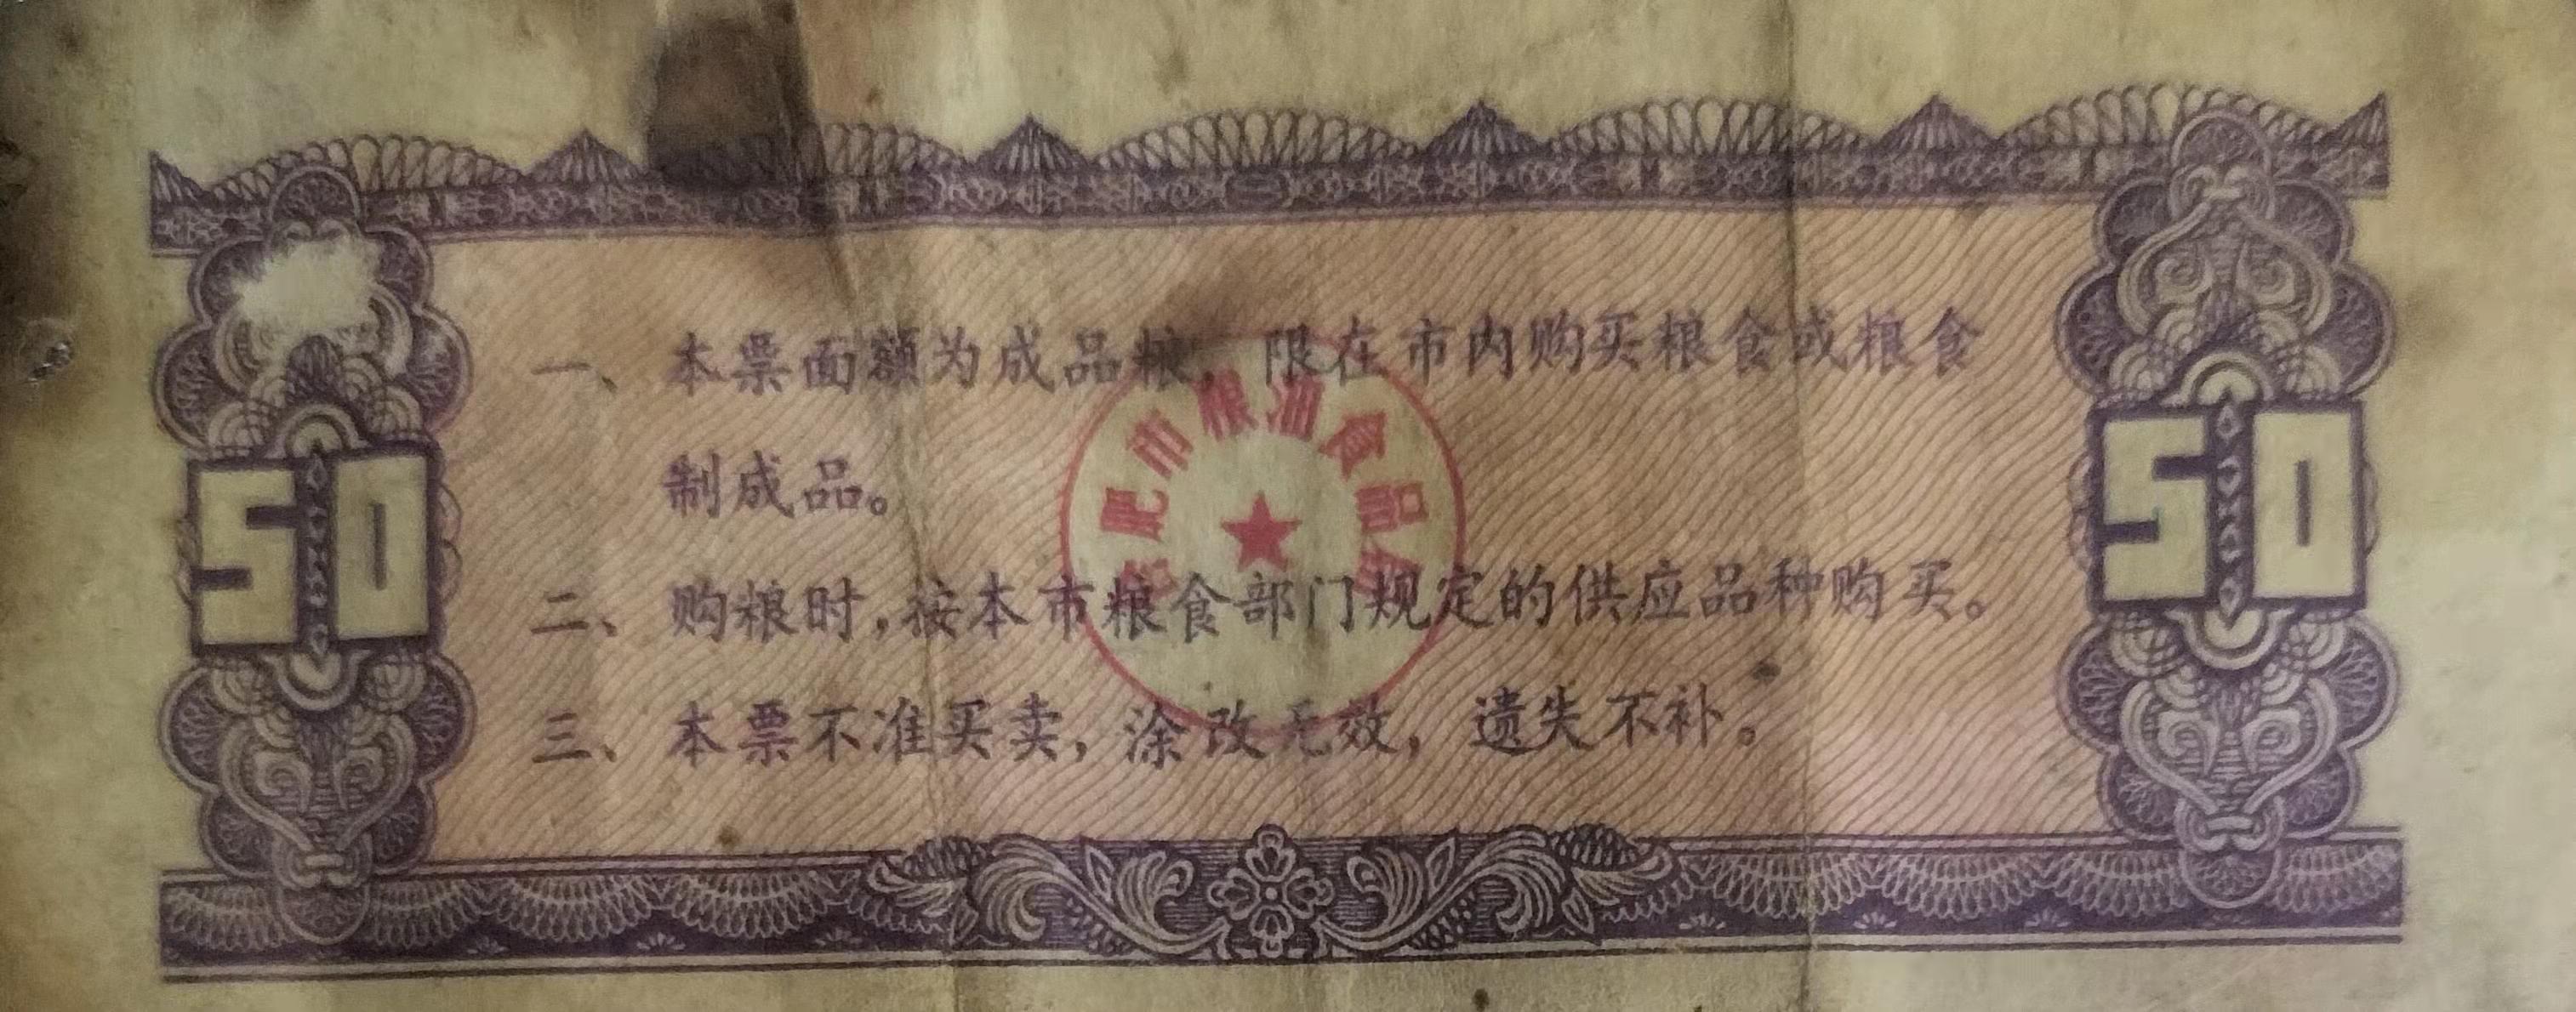 一、本票面额为成品粮，限在市内购买粮食或粮食
制成品。
二、购粮时，按本市粮食部门规定的供应品种购买。
三、本票不准买卖，涂改无效，遗失不补。
肥市粮油食品
50
50